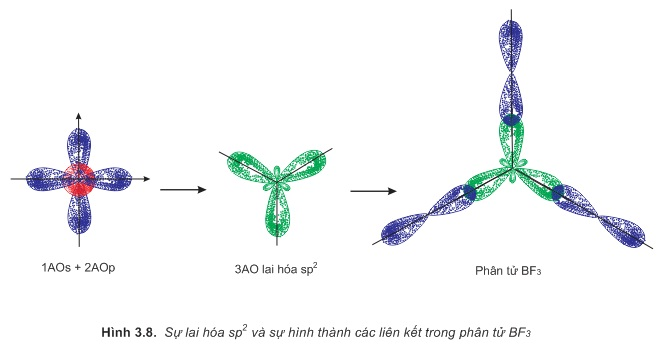 1AOs + 2AOp
3AO lai hóa sp²
Phân tử BF₃
Hình 3.8. Sự lai hóa sp² và sự hình thành các liên kết trong phân tử BF₃